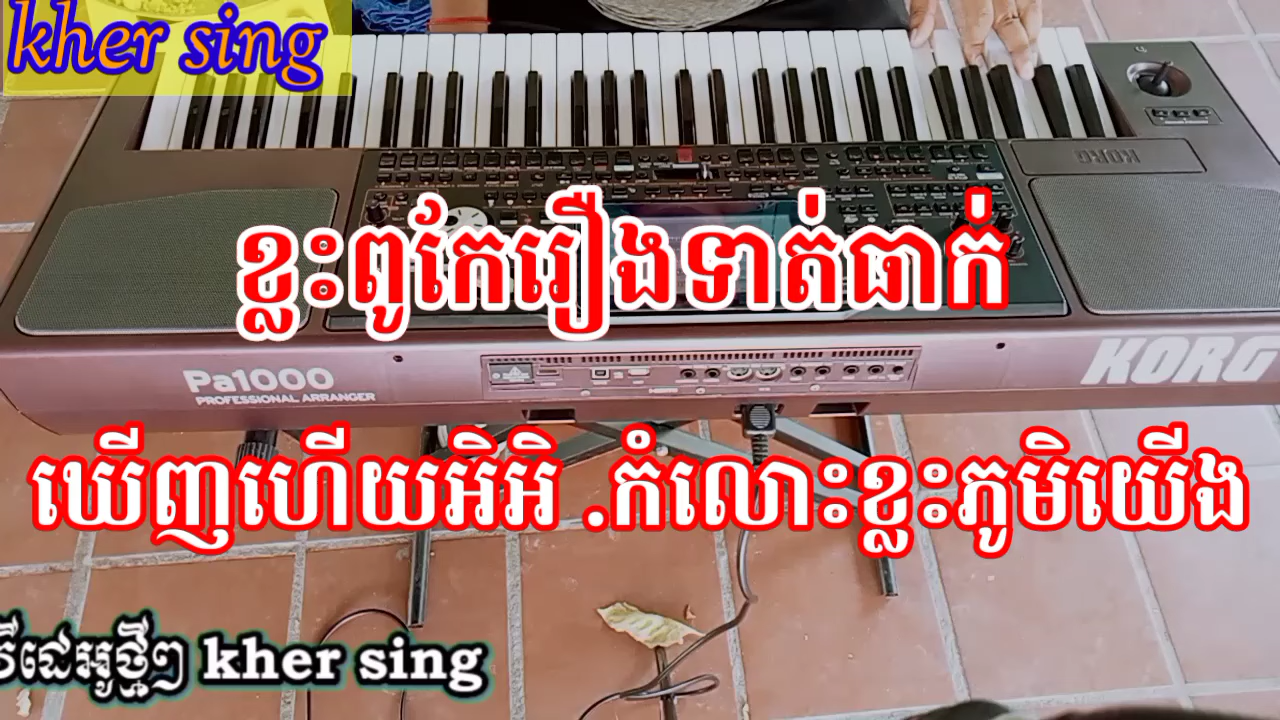 kher sing
KORG
ខ្លះពូកែរឿងទាត់ធាក់
Pa1000
PROFESSIONAL ARRANGER
KORG
ឃើញហើយអិអិ .កំលោះខ្លះភូមិយើង
វីដេអូថ្មីៗ kher sing